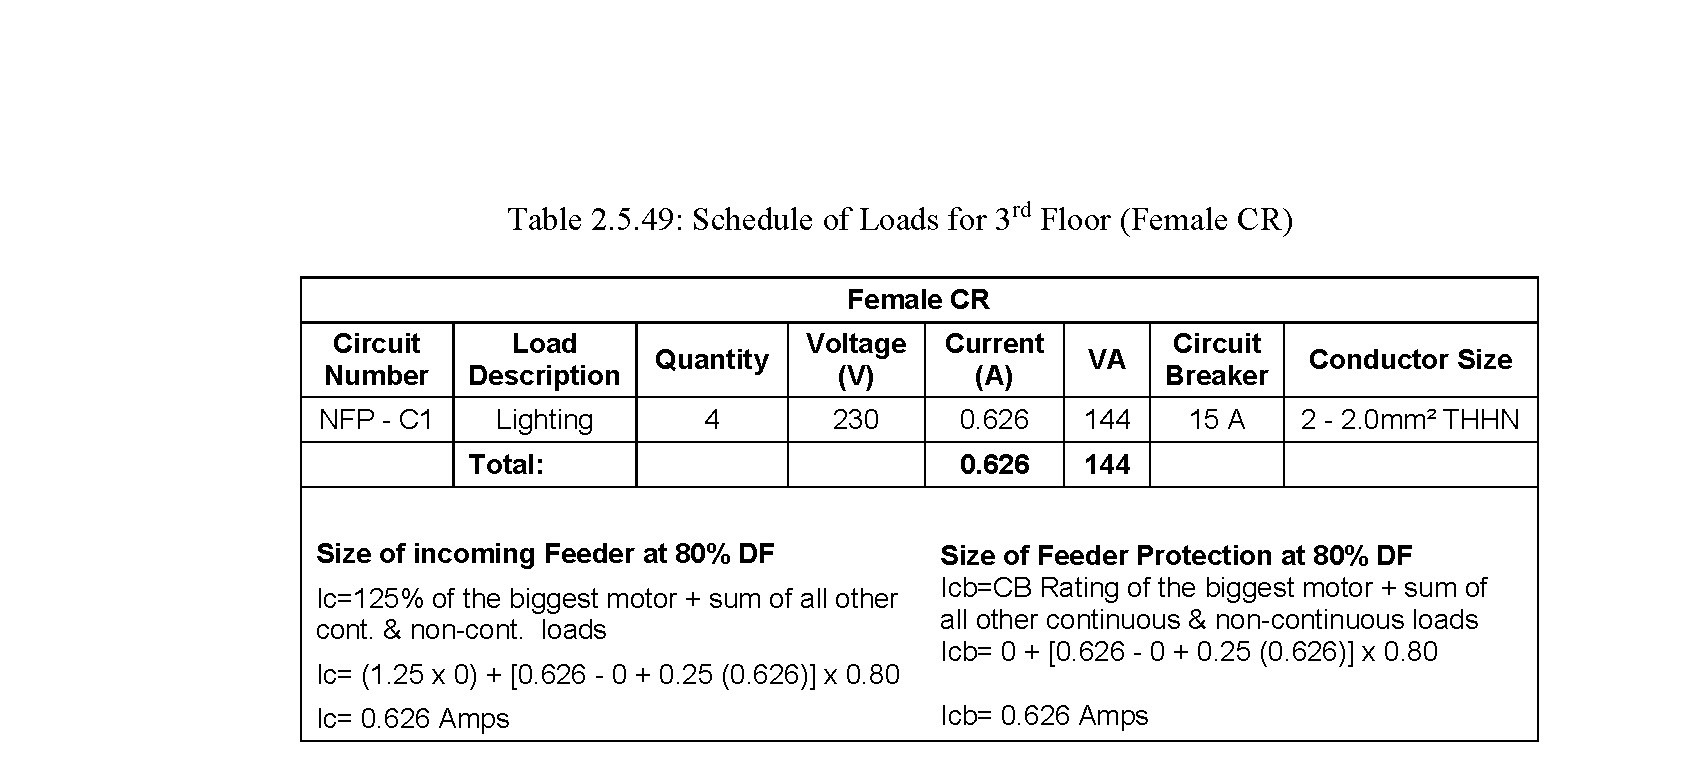 Table 2.5.49: Schedule of Loads for 3rd Floor (Female CR)
Female CR
Circuit Number Load Description Quantity Voltage (V) Current (A) VA Circuit Breaker Conductor Size
NFP - C1 Lighting 4 230 0.626 144 15 A 2 - 2.0mm² THHN
Total: 0.626 144
Size of incoming Feeder at 80% DF
Ic=125% of the biggest motor + sum of all other
cont. & non-cont. loads
Ic= (1.25 x 0) + [0.626 - 0 + 0.25 (0.626)] x 0.80
Ic= 0.626 Amps
Size of Feeder Protection at 80% DF
Icb=CB Rating of the biggest motor + sum of
all other continuous & non-continuous loads
Icb= 0 + [0.626 - 0 + 0.25 (0.626)] x 0.80
Icb= 0.626 Amps